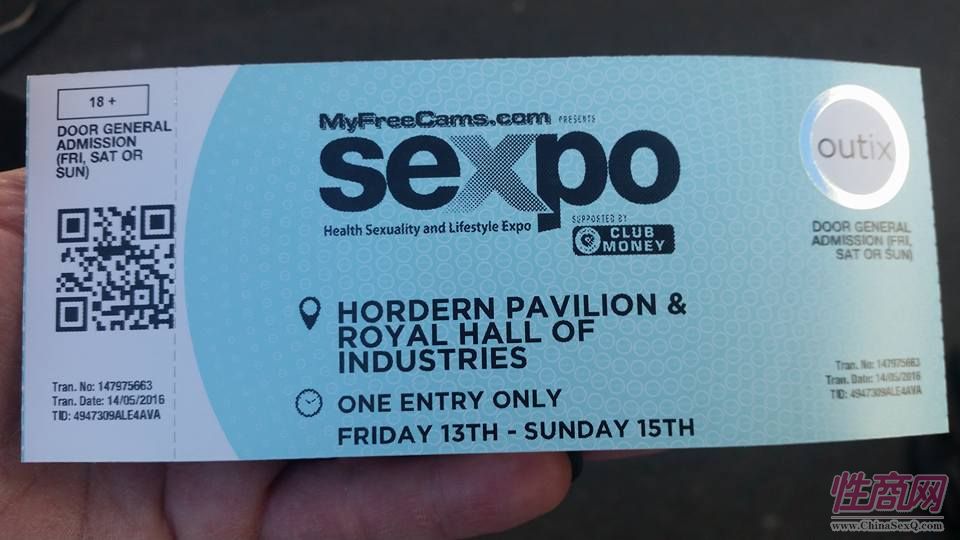 18 +
DOOR GENERAL
ADMISSION
(FRI, SAT OR
SUN)
Tran. No: 147975663
Tran. Date: 14/05/2016
TID: 4947309ALE4AVA
MyFreeCams.com PRESENTS
sexpo
Health Sexuality and Lifestyle Expo
SUPPORTED BY
CLUB
MONEY
HORDERN PAVILION &
ROYAL HALL OF
INDUSTRIES
ONE ENTRY ONLY
FRIDAY 13TH - SUNDAY 15TH
outix
DOOR GENERAL
ADMISSION (FRI,
SAT OR SUN)
Tran. No: 147975663
Tran. Date: 14/05/2016
TID: 4947309ALE4AVA
性商网
www.ChinaSexQ.com